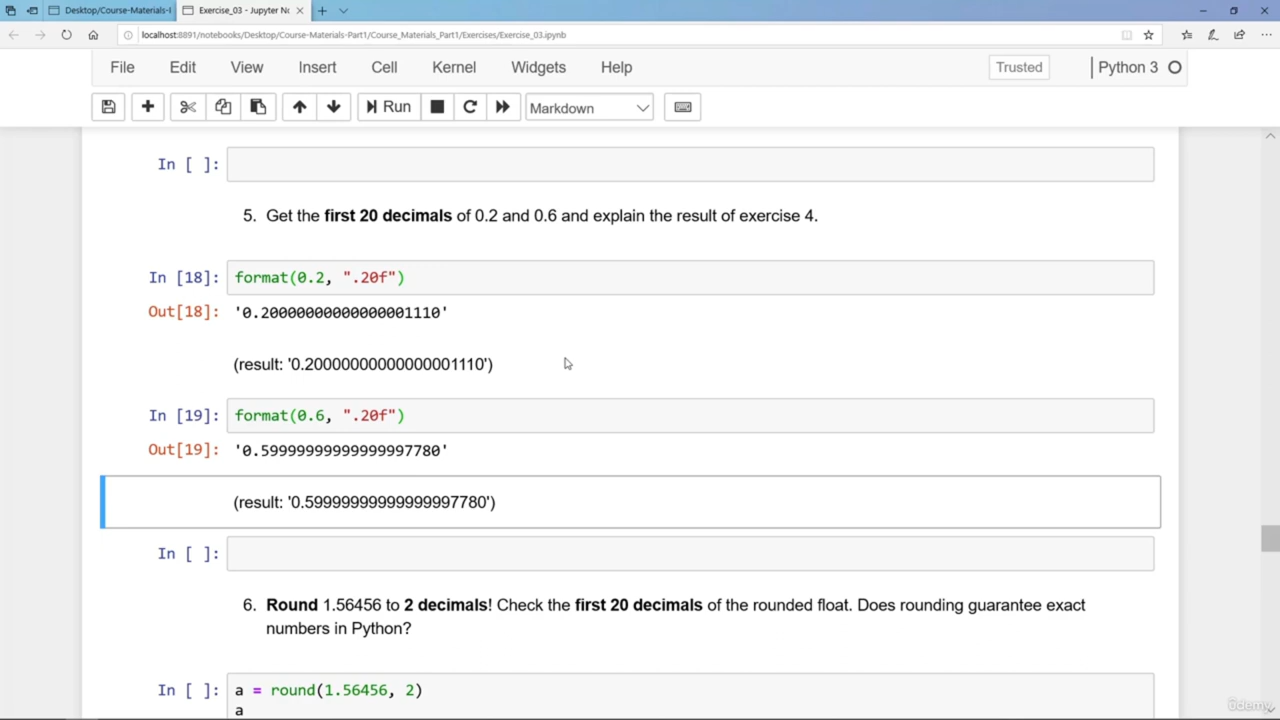 Desktop/Course-Materials-I
Exercise_03 - Jupyter No
localhost:8891/notebooks/Desktop/Course-Materials-Part1/Course_Materials_Part1/Exercises/Exercise_03.ipynb
File Edit View Insert Cell Kernel Widgets Help Trusted Python 3
Run Markdown
In [ ]:
5. Get the first 20 decimals of 0.2 and 0.6 and explain the result of exercise 4.
In [18]: format(0.2, ".20f")
Out[18]: '0.20000000000000001110'
(result: '0.20000000000000001110')
In [19]: format(0.6, ".20f")
Out[19]: '0.59999999999999997780'
(result: '0.59999999999999997780')
In [ ]:
6. Round 1.56456 to 2 decimals! Check the first 20 decimals of the rounded float. Does rounding guarantee exact
numbers in Python?
In [ ]: a = round(1.56456, 2)
a
ûdemy